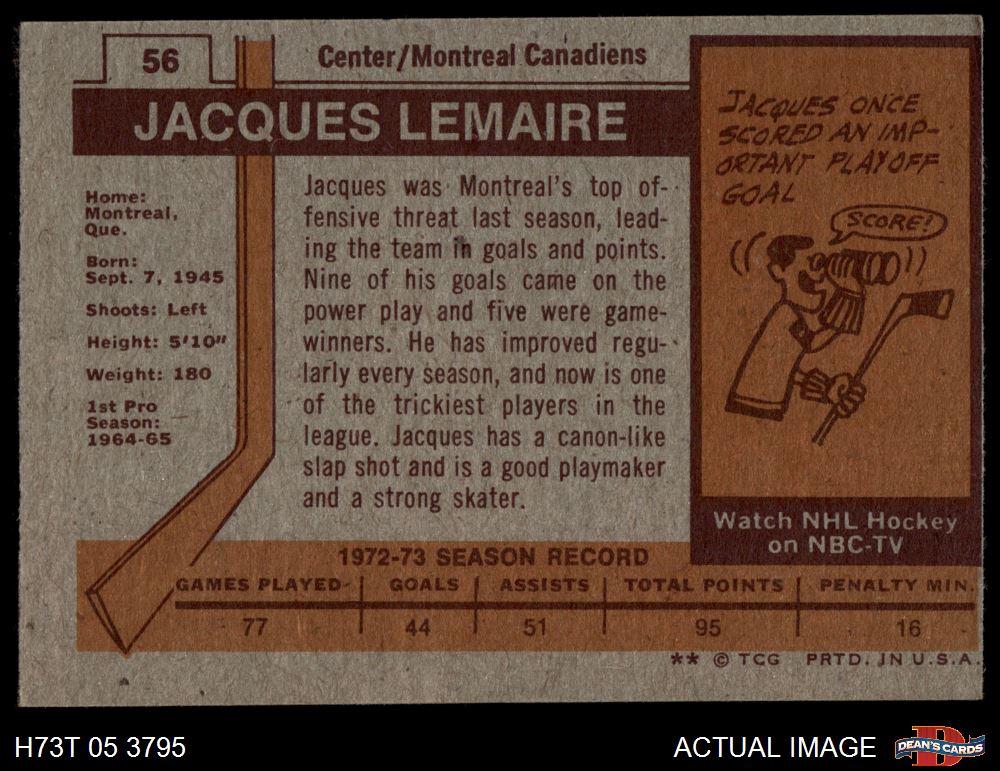 56
Center/Montreal Canadiens
JACQUES LEMAIRE
Home:
Montreal,
Que.
Born:
Sept. 7, 1945
Shoots: Left
Height: 5'10"
Weight: 180
1st Pro
Season:
1964-65
Jacques was Montreal's top of-
fensive threat last season, lead-
ing the team in goals and points.
Nine of his goals came on the
power play and five were game-
winners. He has improved regu-
larly every season, and now is one
of the trickiest players in the
league. Jacques has a canon-like
slap shot and is a good playmaker
and a strong skater.
JACQUES ONCE
SCORED AN IMP-
ORTANT PLAYOFF
GOAL
SCORE!
Watch NHL Hockey
on NBC-TV
1972-73 SEASON RECORD
GAMES PLAYED GOALS ASSISTS TOTAL POINTS PENALTY MIN.
77 44 51 95 16
** © TCG PRTD. IN U.S.A.
H73T 05 3795
ACTUAL IMAGE
DEAN'S CARDS